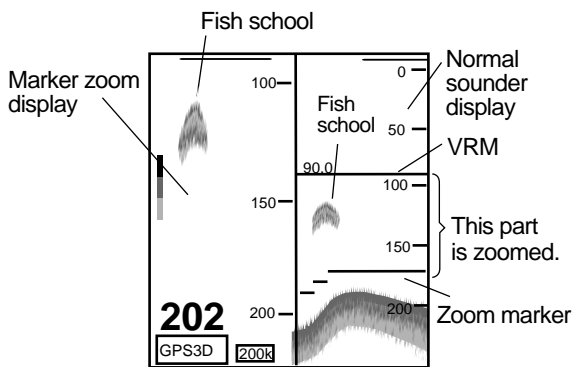 Fish school
Marker zoom
display
100
150
200
202
GPS3D
200k
0
50
Fish
school
90.0
100
150
200
Normal
sounder
display
VRM
This part
is zoomed.
Zoom marker